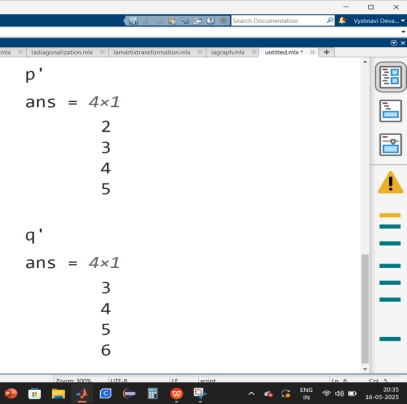 Search Documentation
Vyshnavi Deva...
mlx
ladiagonalization.mlx
lamartixtransformation.mlx
lagraph.mlx
untitled.mlx *
p'
ans = 4×1
2
3
4
5
q'
ans = 4×1
3
4
5
6
Zoom: 100%
UTF-8
LF
script
Ln 6
Col 5
ENG
IN
20:35
16-05-2025